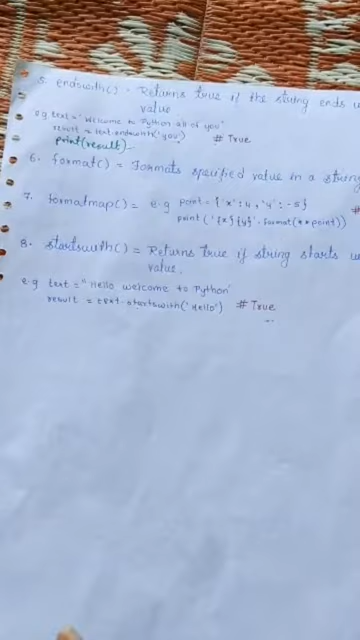 5. endswith() = Returns true if the string ends
value
e.g text = 'Welcome to Python all of you'
result = text.endswith('you') # True
print(result)
6. format() = Formats specified value in a string
7. formatmap() = e.g point = {'x': 4, 'y': -5}
print('{x} {y}'.format(**point)) #
8. startswith() = Returns true if string starts
value.
e.g text = "Hello welcome to Python"
result = text.startswith('Hello') # True